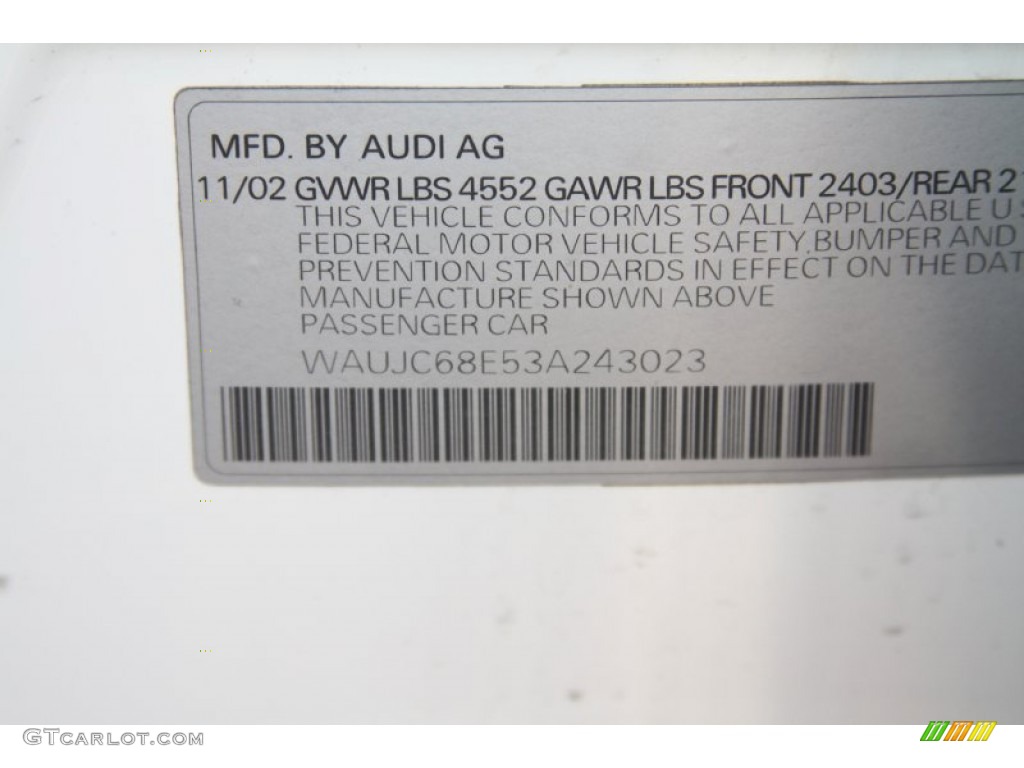 MFD. BY AUDI AG
11/02 GVWR LBS 4552 GAWR LBS FRONT 2403/REAR
THIS VEHICLE CONFORMS TO ALL APPLICABLE U
FEDERAL MOTOR VEHICLE SAFETY, BUMPER AND
PREVENTION STANDARDS IN EFFECT ON THE
MANUFACTURE SHOWN ABOVE
PASSENGER CAR
WAUJC68E53A243023
GTCARLOT.COM